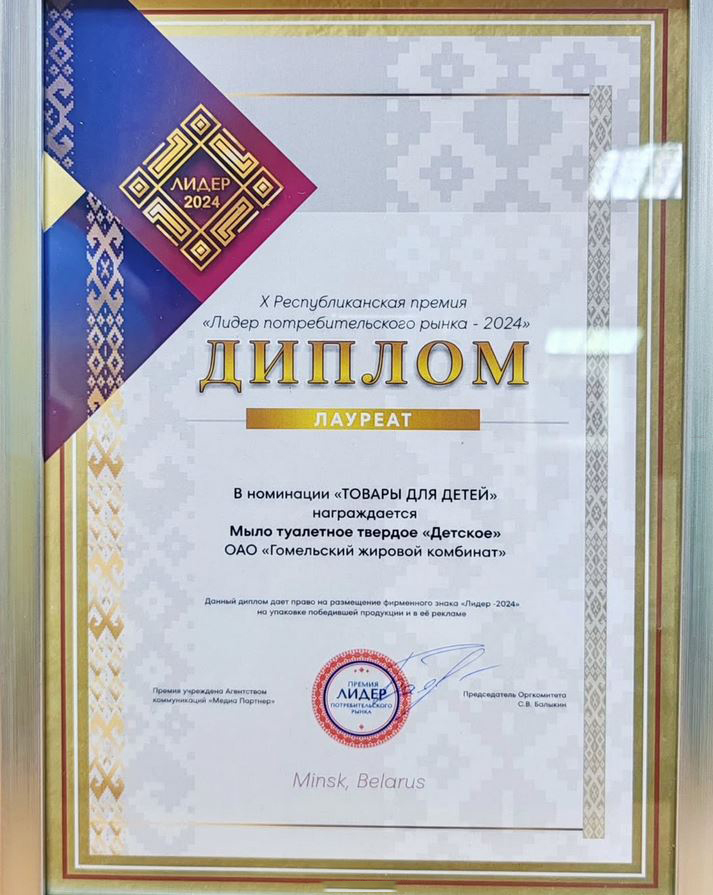 ЛИДЕР
2024
X Республиканская премия
«Лидер потребительского рынка - 2024»
ДИПЛОМ
ЛАУРЕАТ
В номинации «ТОВАРЫ ДЛЯ ДЕТЕЙ»
награждается
Мыло туалетное твердое «Детское»
ОАО «Гомельский жировой комбинат»
Данный диплом дает право на размещение фирменного знака «Лидер -2024»
на упаковке победившей продукции и в её рекламе
Премия учреждена Агентством
коммуникаций «Медиа Партнер»
ПРЕМИЯ
ЛИДЕР
ПОТРЕБИТЕЛЬСКОГО
РЫНКА
Председатель Оргкомитета
С.В. Балыкин
Minsk, Belarus